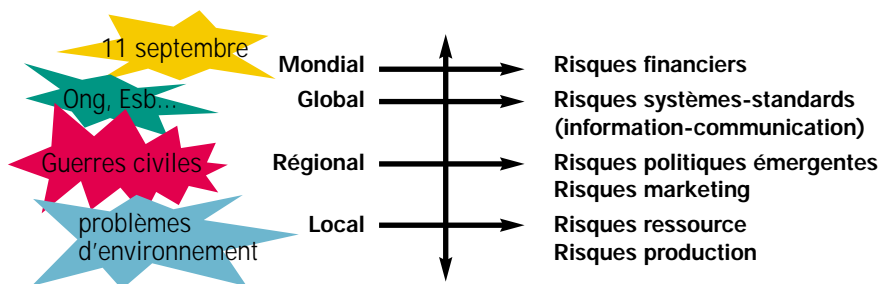 11 septembre
Ong, Esb...
Guerres civiles
problèmes
d'environnement
Mondial
Global
Régional
Local
Risques financiers
Risques systèmes-standards
(information-communication)
Risques politiques émergentes
Risques marketing
Risques ressource
Risques production